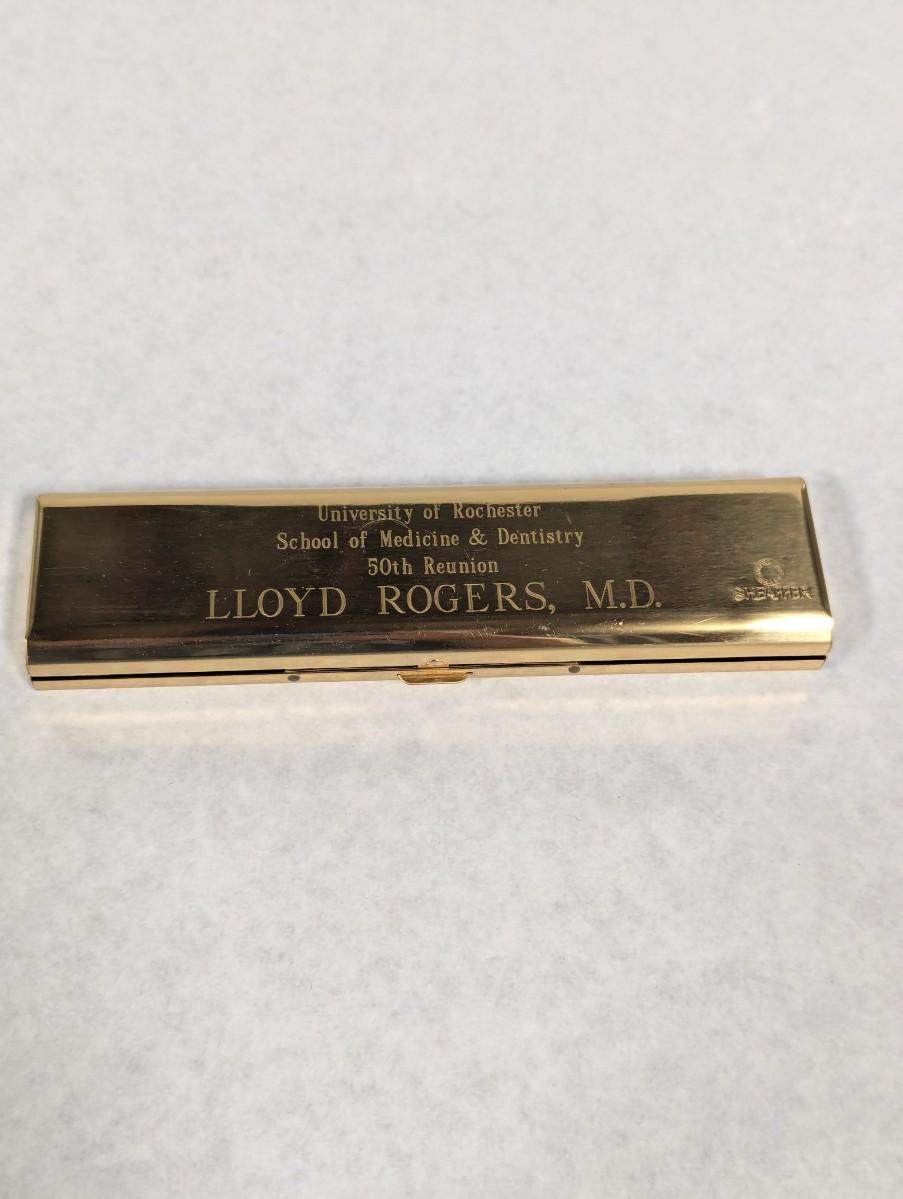 University of Rochester
School of Medicine & Dentistry
50th Reunion
LLOYD ROGERS, M.D.
SHEAFFER